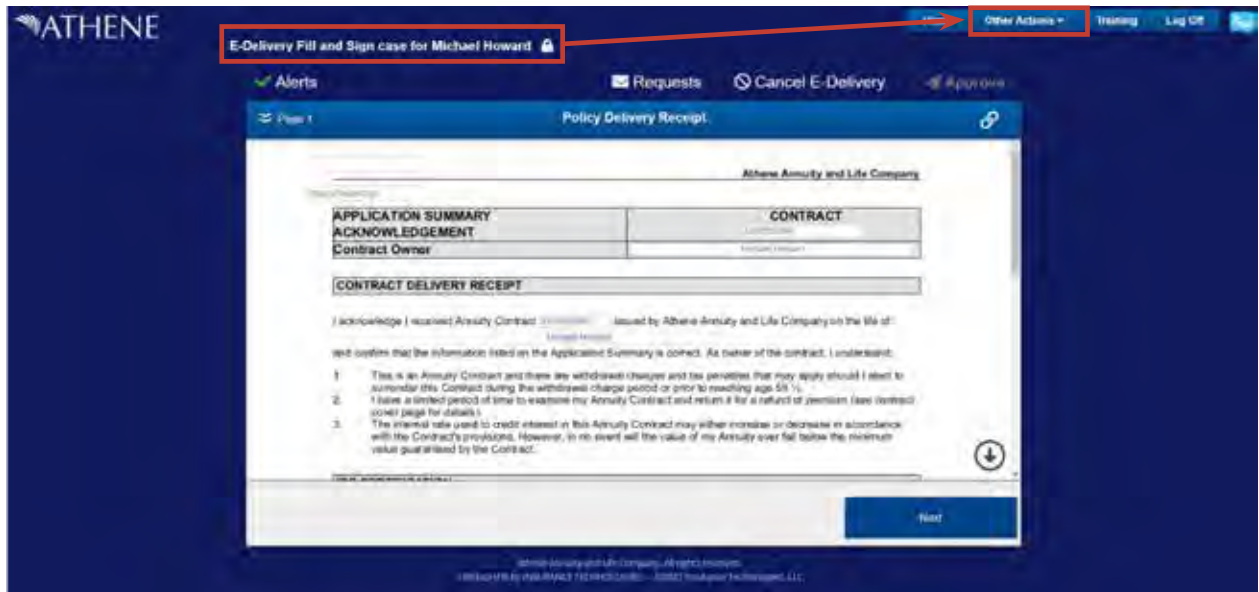 ATHENE
Other Actions
Training
Log Off
E-Delivery Fill and Sign case for Michael Howard
Alerts
Requests
Cancel E-Delivery
Approve
Page 1
Policy Delivery Receipt
Athene Annuity and Life Company
APPLICATION SUMMARY
ACKNOWLEDGEMENT
CONTRACT
Contract Owner
CONTRACT DELIVERY RECEIPT
I acknowledge I received Annuity Contract issued by Athene Annuity and Life Company on the life of:
and confirm that the information listed on the Application Summary is correct. As owner of the contract, I understand:
1. This is an Annuity Contract and there are withdrawal charges and tax penalties that may apply should I elect to
surrender this Contract during the withdrawal charge period or prior to reaching age 59 ½.
2. I have a limited period of time to examine my Annuity Contract and return it for a refund of premium (see contract
cover page for details).
3. The internal rate used to credit interest in this Annuity Contract may either increase or decrease in accordance
with the Contract's provisions. However, in no event will the value of my Annuity ever fall below the minimum
value guaranteed by the Contract.
Next